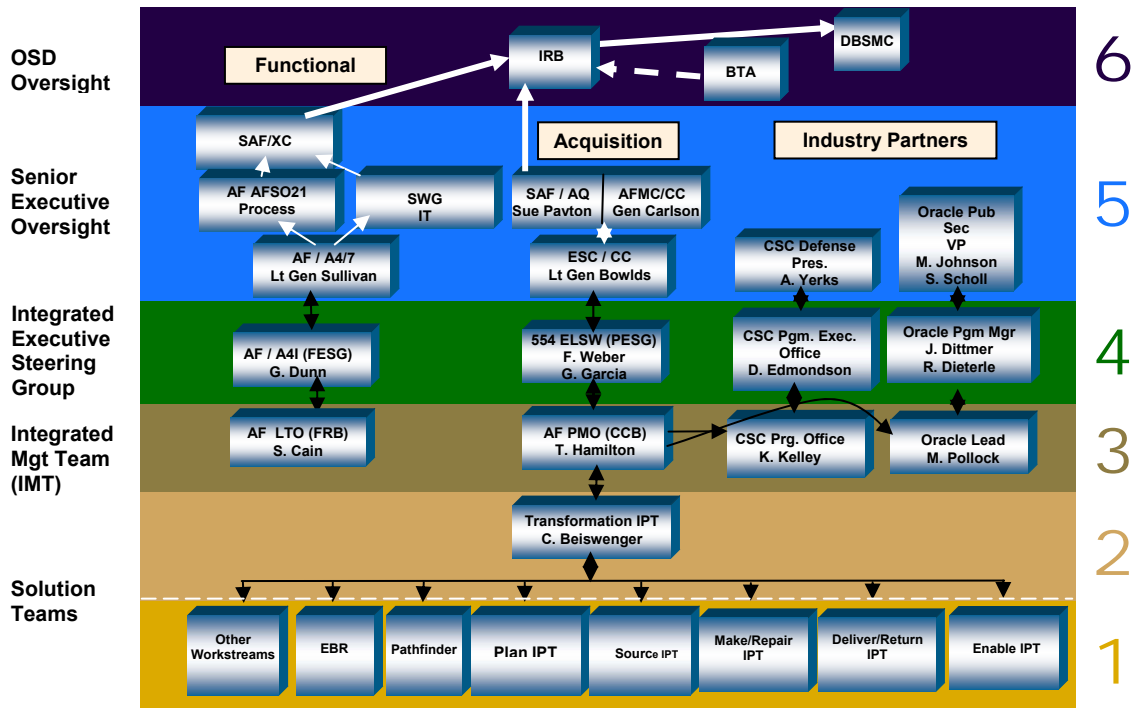 OSD
Oversight
Functional
IRB
DBSMC
BTA
6
Senior
Executive
Oversight
SAF/XC
Acquisition
Industry Partners
AF AFSO21
Process
SWG
IT
SAF / AQ
Sue Payton
AFMC/CC
Gen Carlson
Oracle Pub
Sec
VP
M. Johnson
S. Scholl
AF / A4/7
Lt Gen Sullivan
ESC / CC
Lt Gen Bowlds
CSC Defense
Pres.
A. Yerks
5
Integrated
Executive
Steering
Group
AF / A4I (FESG)
G. Dunn
554 ELSW (PESG)
F. Weber
G. Garcia
CSC Pgm. Exec.
Office
D. Edmondson
Oracle Pgm Mgr
J. Dittmer
R. Dieterle
4
Integrated
Mgt Team
(IMT)
AF LTO (FRB)
S. Cain
AF PMO (CCB)
T. Hamilton
CSC Prg. Office
K. Kelley
Oracle Lead
M. Pollock
3
Transformation IPT
C. Beiswenger
2
Solution
Teams
Other
Workstreams
EBR
Pathfinder
Plan IPT
Source IPT
Make/Repair
IPT
Deliver/Return
IPT
Enable IPT
1